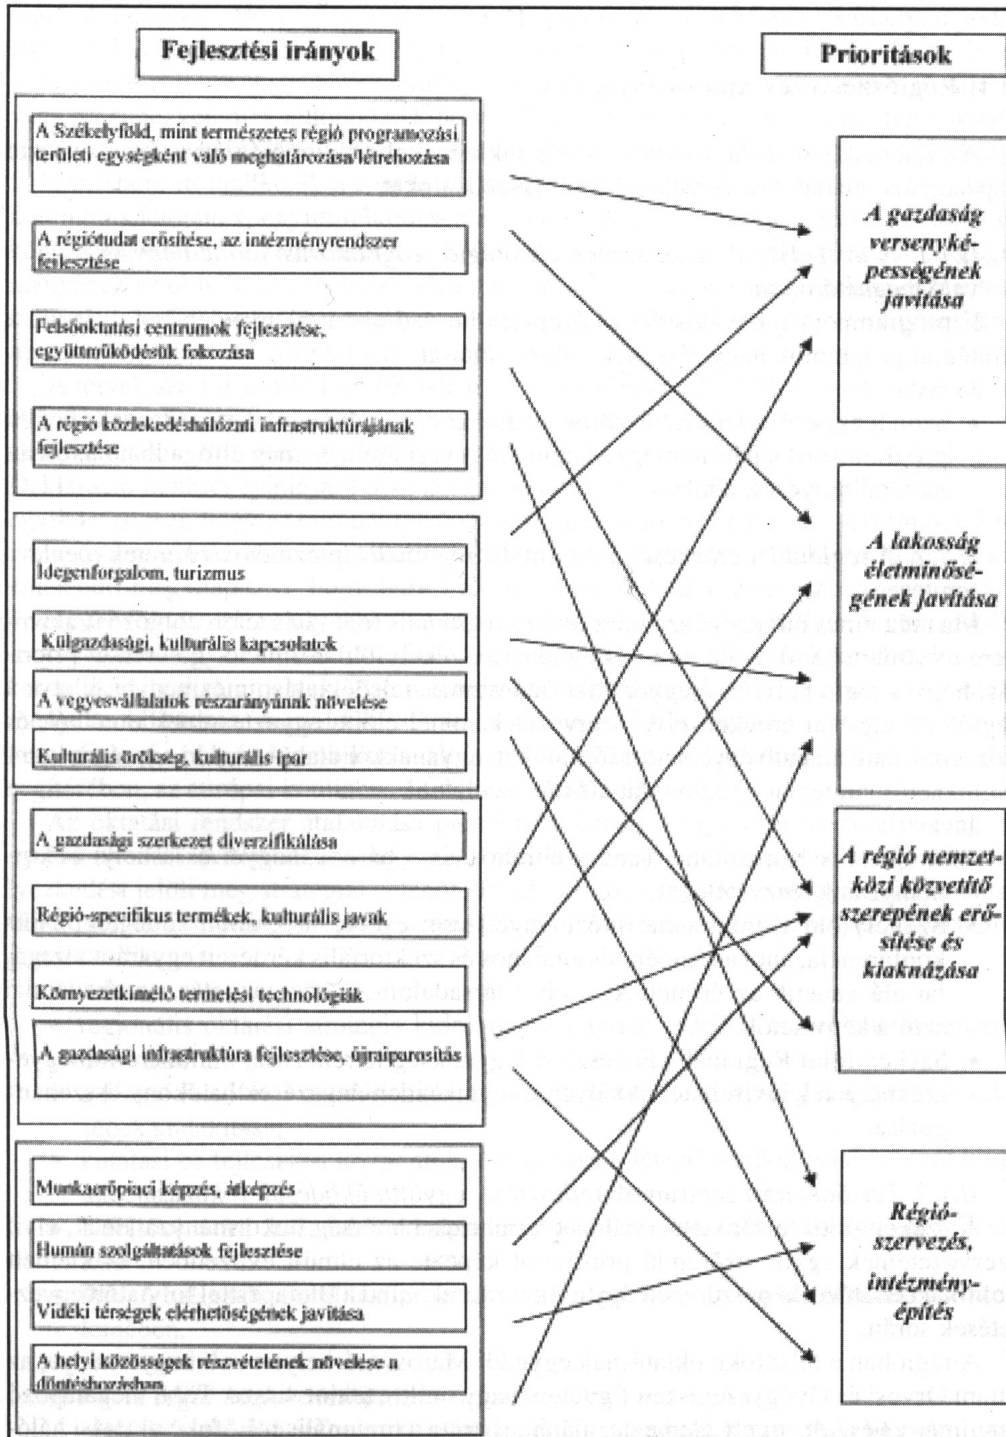 Fejlesztési irányok
Prioritások
A Székelyföld, mint természetes régió programozási
területi egységként való meghatározása/létrehozása
A régiótudat erősítése, az intézményrendszer
fejlesztése
Felsőoktatási centrumok fejlesztése,
együttműködésük fokozása
A régió közlekedéshálózati infrastruktúrájának
fejlesztése
Idegenforgalom, turizmus
Külgazdasági, kulturális kapcsolatok
A vegyesvállalatok részarányának növelése
Kulturális örökség, kulturális ipar
A gazdasági szerkezet diverzifikálása
Régió-specifikus termékek, kulturális javak
Környezetkímélő termelési technológiák
A gazdasági infrastruktúra fejlesztése, újraiparosítás
Munkaerőpiaci képzés, átképzés
Humán szolgáltatások fejlesztése
Vidéki térségek elérhetőségének javítása
A helyi közösségek részvételének növelése a
döntéshozásban
A gazdaság
versenyké-
pességének
javítása
A lakosság
életminősé-
gének javítása
A régió nemzet-
közi közvetítő
szerepének erő-
sítése és
kiaknázása
Régió-
szervezés,
intézmény-
építés